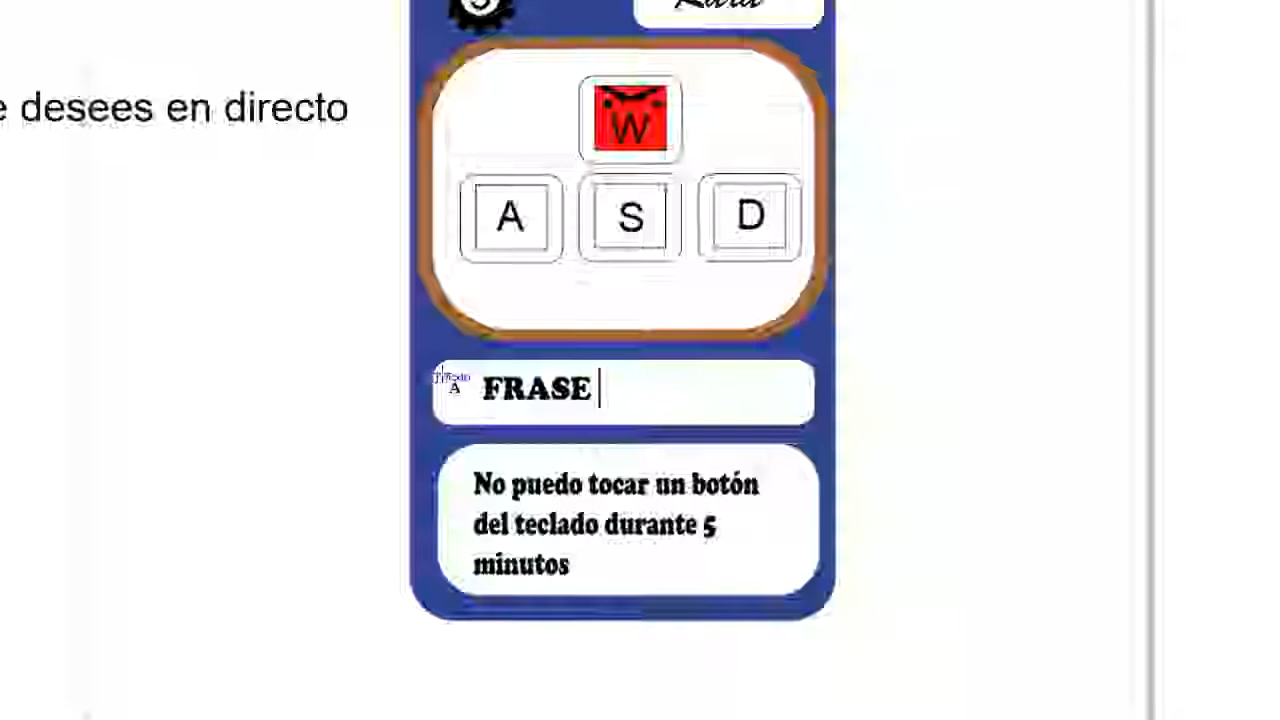 e desees en directo
W
A S D
FRASE
No puedo tocar un botón
del teclado durante 5
minutos